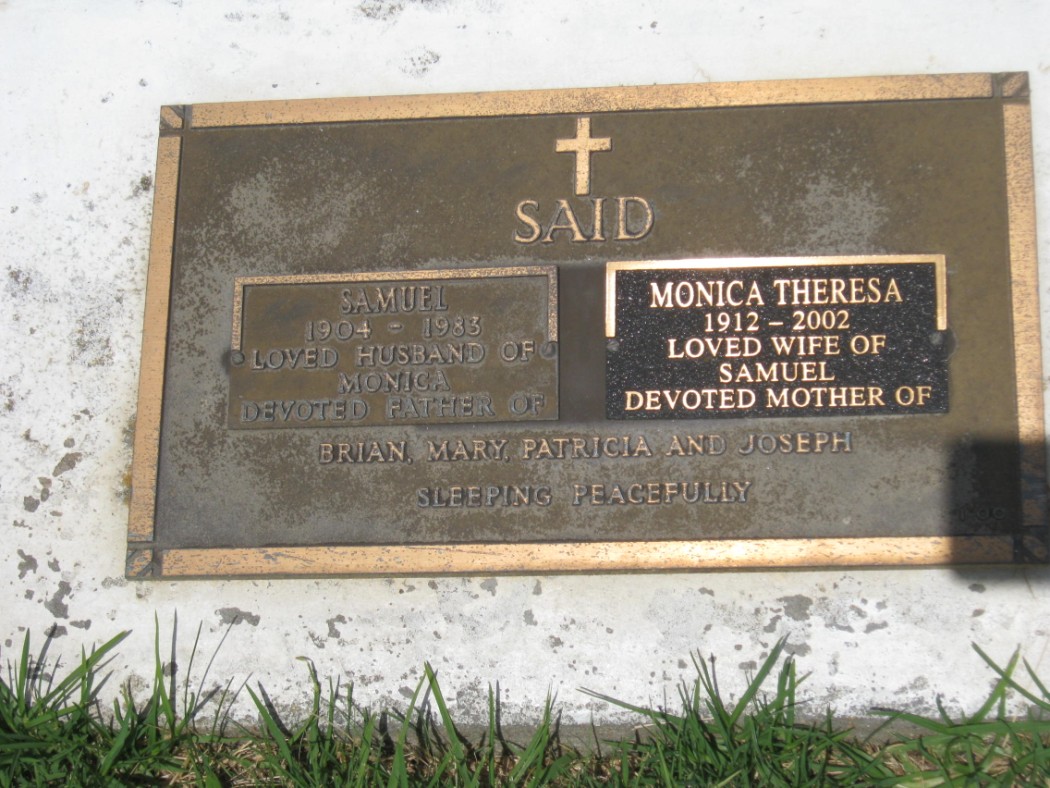 SAID
SAMUEL
1904 - 1983
LOVED HUSBAND OF
MONICA
DEVOTED FATHER OF
MONICA THERESA
1912 – 2002
LOVED WIFE OF
SAMUEL
DEVOTED MOTHER OF
BRIAN, MARY, PATRICIA AND JOSEPH
SLEEPING PEACEFULLY